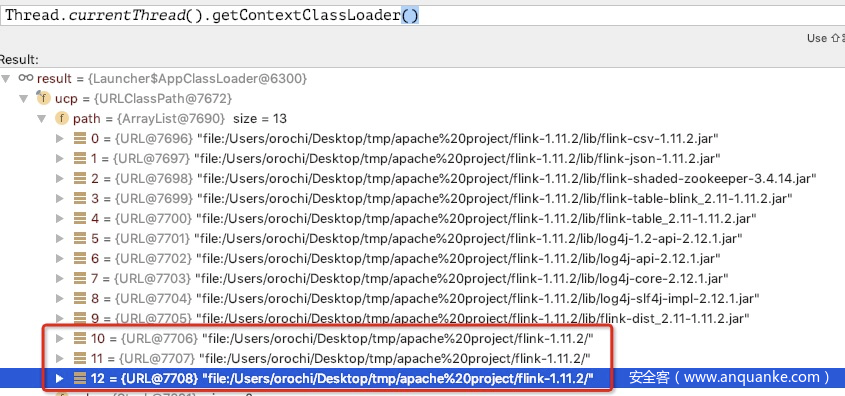 Thread.currentThread().getContextClassLoader()
Use ⇧
Result:
result = {Launcher$AppClassLoader@6300}
ucp = {URLClassPath@7672}
path = {ArrayList@7690} size = 13
0 = {URL@7696} "file:/Users/orochi/Desktop/tmp/apache%20project/flink-1.11.2/lib/flink-csv-1.11.2.jar"
1 = {URL@7697} "file:/Users/orochi/Desktop/tmp/apache%20project/flink-1.11.2/lib/flink-json-1.11.2.jar"
2 = {URL@7698} "file:/Users/orochi/Desktop/tmp/apache%20project/flink-1.11.2/lib/flink-shaded-zookeeper-3.4.14.jar"
3 = {URL@7699} "file:/Users/orochi/Desktop/tmp/apache%20project/flink-1.11.2/lib/flink-table-blink_2.11-1.11.2.jar"
4 = {URL@7700} "file:/Users/orochi/Desktop/tmp/apache%20project/flink-1.11.2/lib/flink-table_2.11-1.11.2.jar"
5 = {URL@7701} "file:/Users/orochi/Desktop/tmp/apache%20project/flink-1.11.2/lib/log4j-1.2-api-2.12.1.jar"
6 = {URL@7702} "file:/Users/orochi/Desktop/tmp/apache%20project/flink-1.11.2/lib/log4j-api-2.12.1.jar"
7 = {URL@7703} "file:/Users/orochi/Desktop/tmp/apache%20project/flink-1.11.2/lib/log4j-core-2.12.1.jar"
8 = {URL@7704} "file:/Users/orochi/Desktop/tmp/apache%20project/flink-1.11.2/lib/log4j-slf4j-impl-2.12.1.jar"
9 = {URL@7705} "file:/Users/orochi/Desktop/tmp/apache%20project/flink-1.11.2/lib/flink-dist_2.11-1.11.2.jar"
10 = {URL@7706} "file:/Users/orochi/Desktop/tmp/apache%20project/flink-1.11.2/"
11 = {URL@7707} "file:/Users/orochi/Desktop/tmp/apache%20project/flink-1.11.2/"
12 = {URL@7708} "file:/Users/orochi/Desktop/tmp/apache%20project/flink-1.11.2/"
安全客（www.anquanke.com）